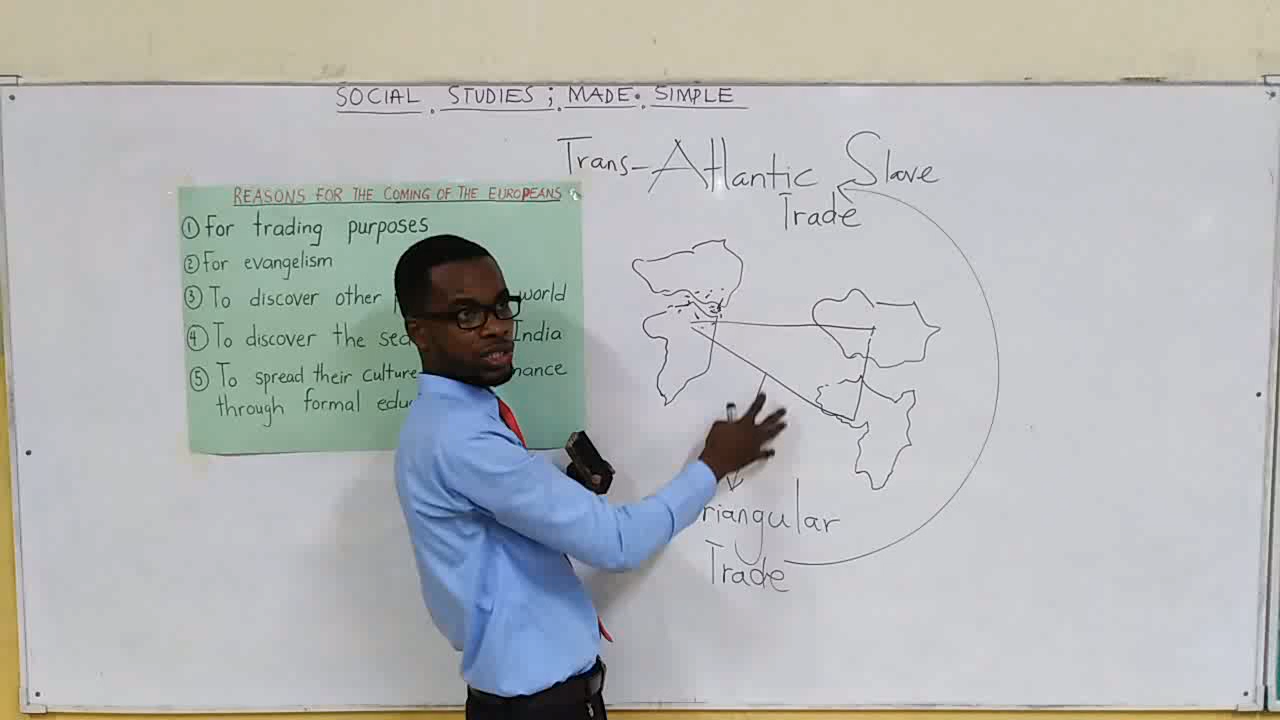 SOCIAL STUDIES; MADE SIMPLE
Trans-Atlantic Slave
Trade
REASONS FOR THE COMING OF THE EUROPEANS
① For trading purposes
② For evangelism
③ To discover other world
④ To discover the India
⑤ To spread their culture
through formal
Trade